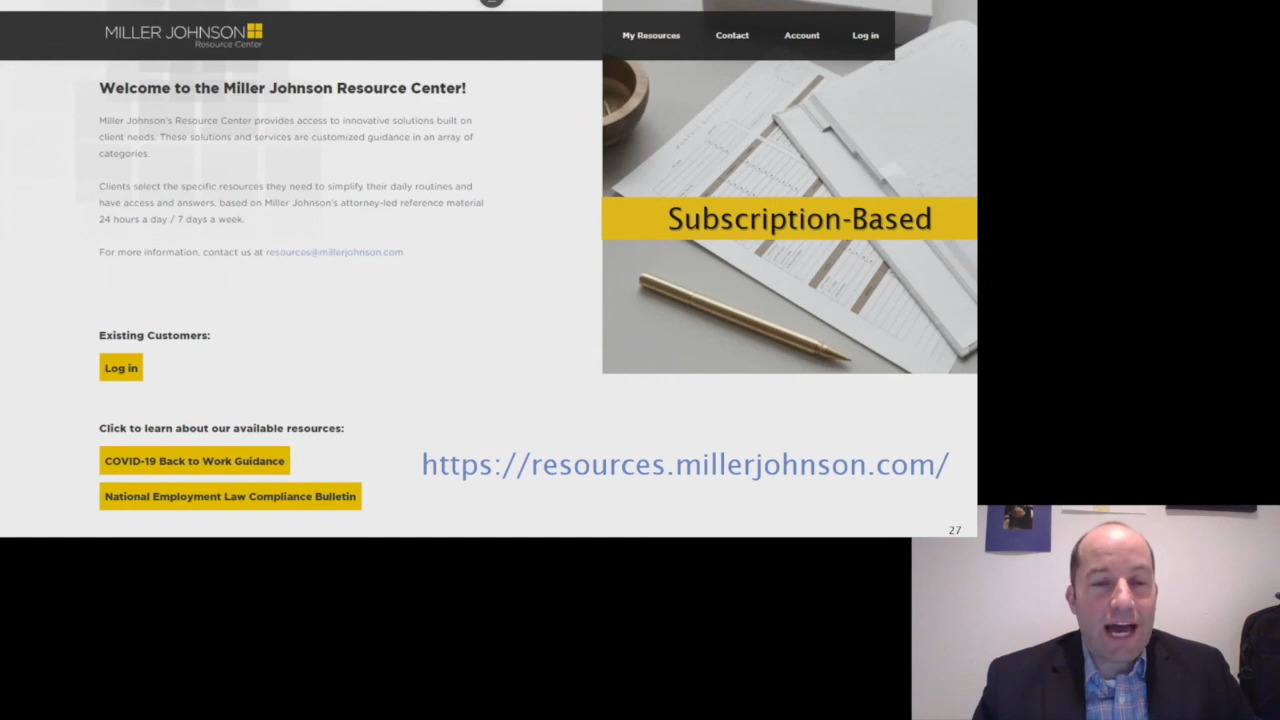 MILLER JOHNSON
Resource Center
My Resources Contact Account Log in
Welcome to the Miller Johnson Resource Center!
Miller Johnson's Resource Center provides access to innovative solutions built on
client needs. These solutions and services are customized guidance in an array of
categories.
Clients select the specific resources they need to simplify their daily routines and
have access and answers, based on Miller Johnson's attorney-led reference material
24 hours a day / 7 days a week.
For more information, contact us at resources@millerjohnson.com
Subscription-Based
Existing Customers:
Log in
Click to learn about our available resources:
COVID-19 Back to Work Guidance
National Employment Law Compliance Bulletin
https://resources.millerjohnson.com/
27